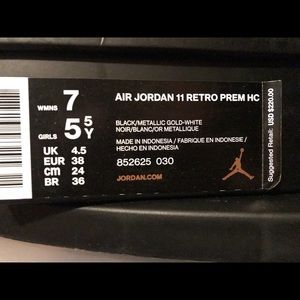 WMNS 7
GIRLS 5.5Y
UK 4.5
EUR 38
CM 24
BR 36
AIR JORDAN 11 RETRO PREM HC
BLACK/METALLIC GOLD-WHITE
NOIR/BLANC/OR METALLIQUE
MADE IN INDONESIA / FABRIQUE EN INDONESIE /
HECHO EN INDONESIA
852625 030
JORDAN.COM
Suggested Retail: USD $220.00